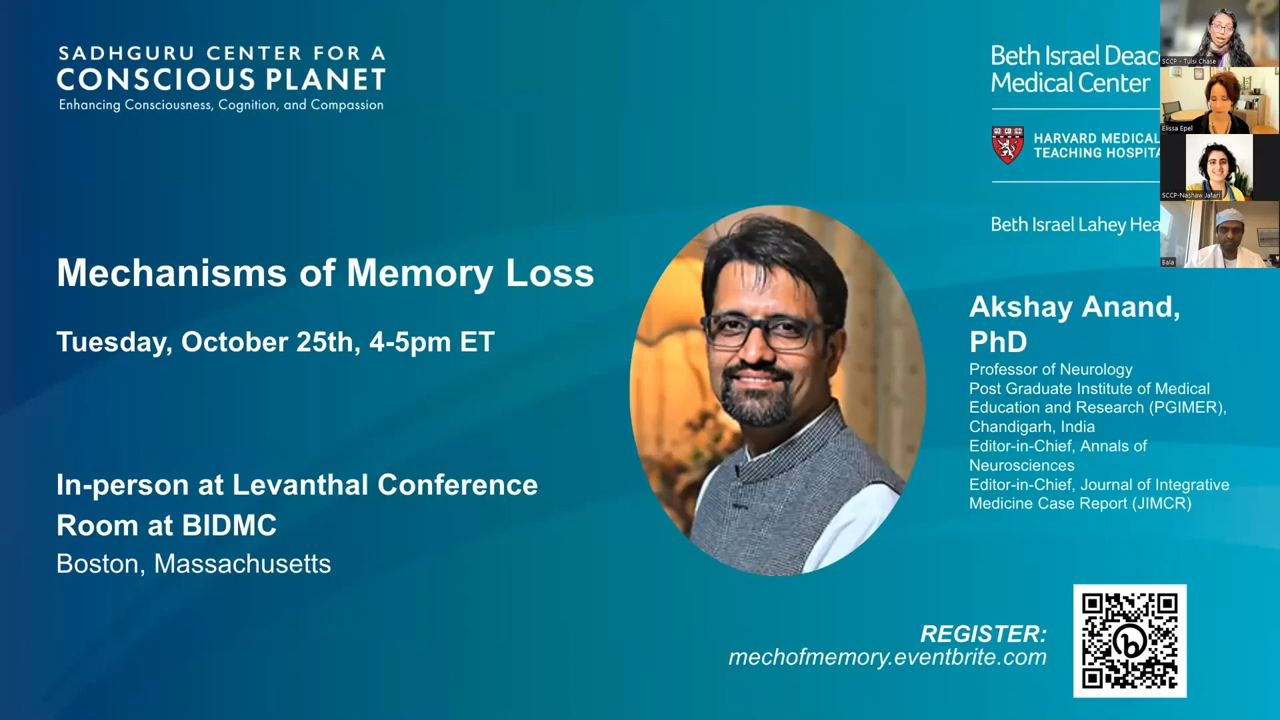 SADHGURU CENTER FOR A
CONSCIOUS PLANET
Enhancing Consciousness, Cognition, and Compassion
Beth Israel Deac
Medical Center
HARVARD MEDICAL
TEACHING HOSPITA
Beth Israel Lahey Hea
SCCP - Tulsi Chase
Elissa Epel
SCCP-Nashaw Jafari
Bala
Mechanisms of Memory Loss
Tuesday, October 25th, 4-5pm ET
In-person at Levanthal Conference
Room at BIDMC
Boston, Massachusetts
Akshay Anand,
PhD
Professor of Neurology
Post Graduate Institute of Medical
Education and Research (PGIMER),
Chandigarh, India
Editor-in-Chief, Annals of
Neurosciences
Editor-in-Chief, Journal of Integrative
Medicine Case Report (JIMCR)
REGISTER:
mechofmemory.eventbrite.com